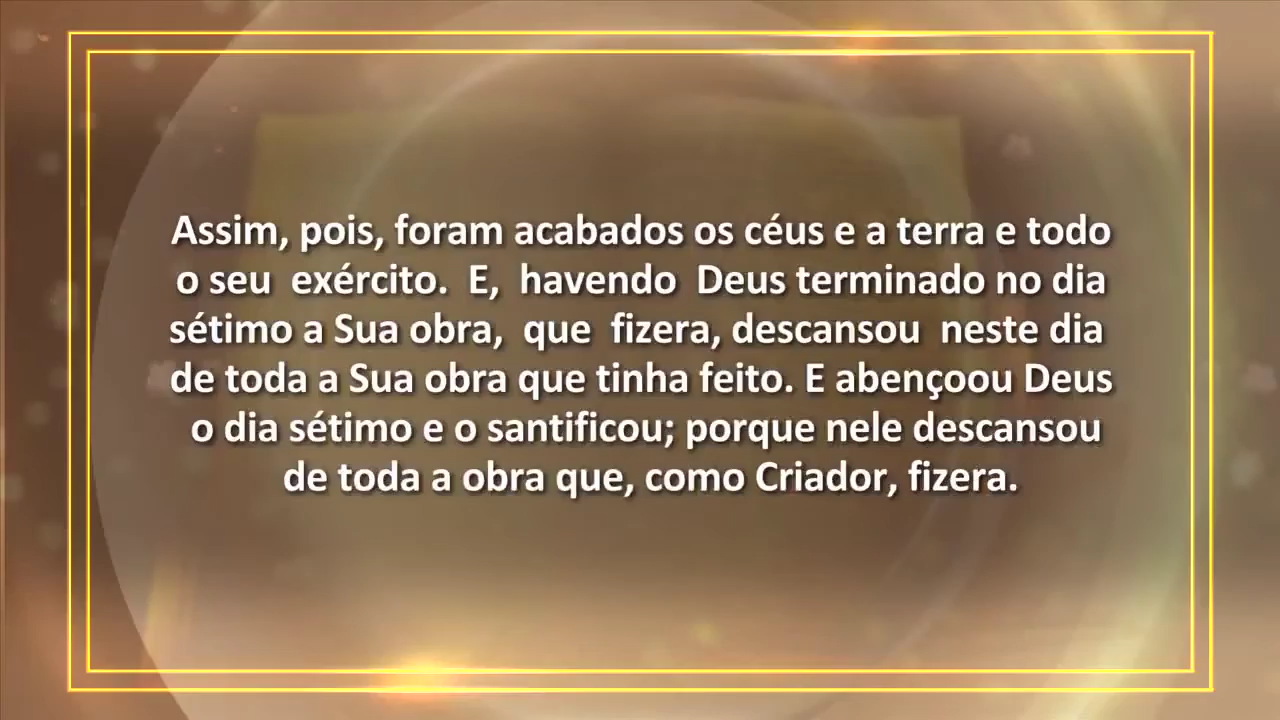 Assim, pois, foram acabados os céus e a terra e todo
o seu exército. E, havendo Deus terminado no dia
sétimo a Sua obra, que fizera, descansou neste dia
de toda a Sua obra que tinha feito. E abençoou Deus
o dia sétimo e o santificou; porque nele descansou
de toda a obra que, como Criador, fizera.